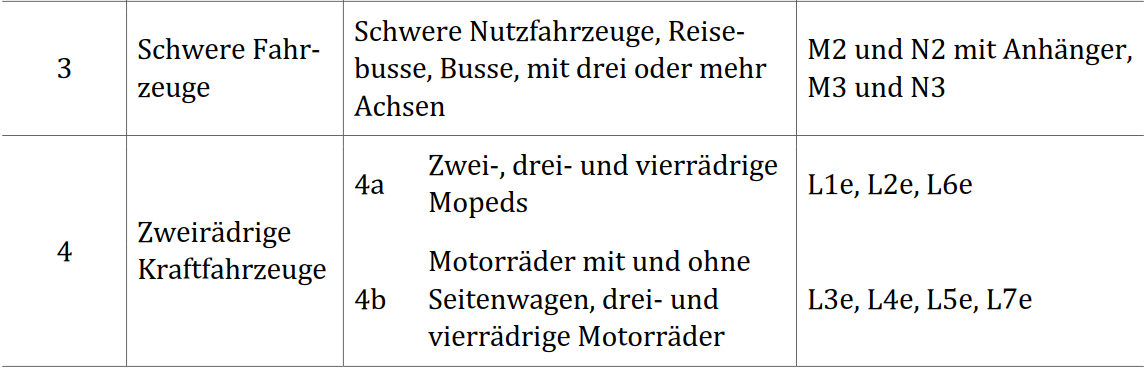 3
Schwere Fahr-
zeuge
Schwere Nutzfahrzeuge, Reise-
busse, Busse, mit drei oder mehr
Achsen
M2 und N2 mit Anhänger,
M3 und N3
4
Zweirädrige
Kraftfahrzeuge
4a
Zwei-, drei- und vierrädrige
Mopeds
L1e, L2e, L6e
4b
Motorräder mit und ohne
Seitenwagen, drei- und
vierrädrige Motorräder
L3e, L4e, L5e, L7e